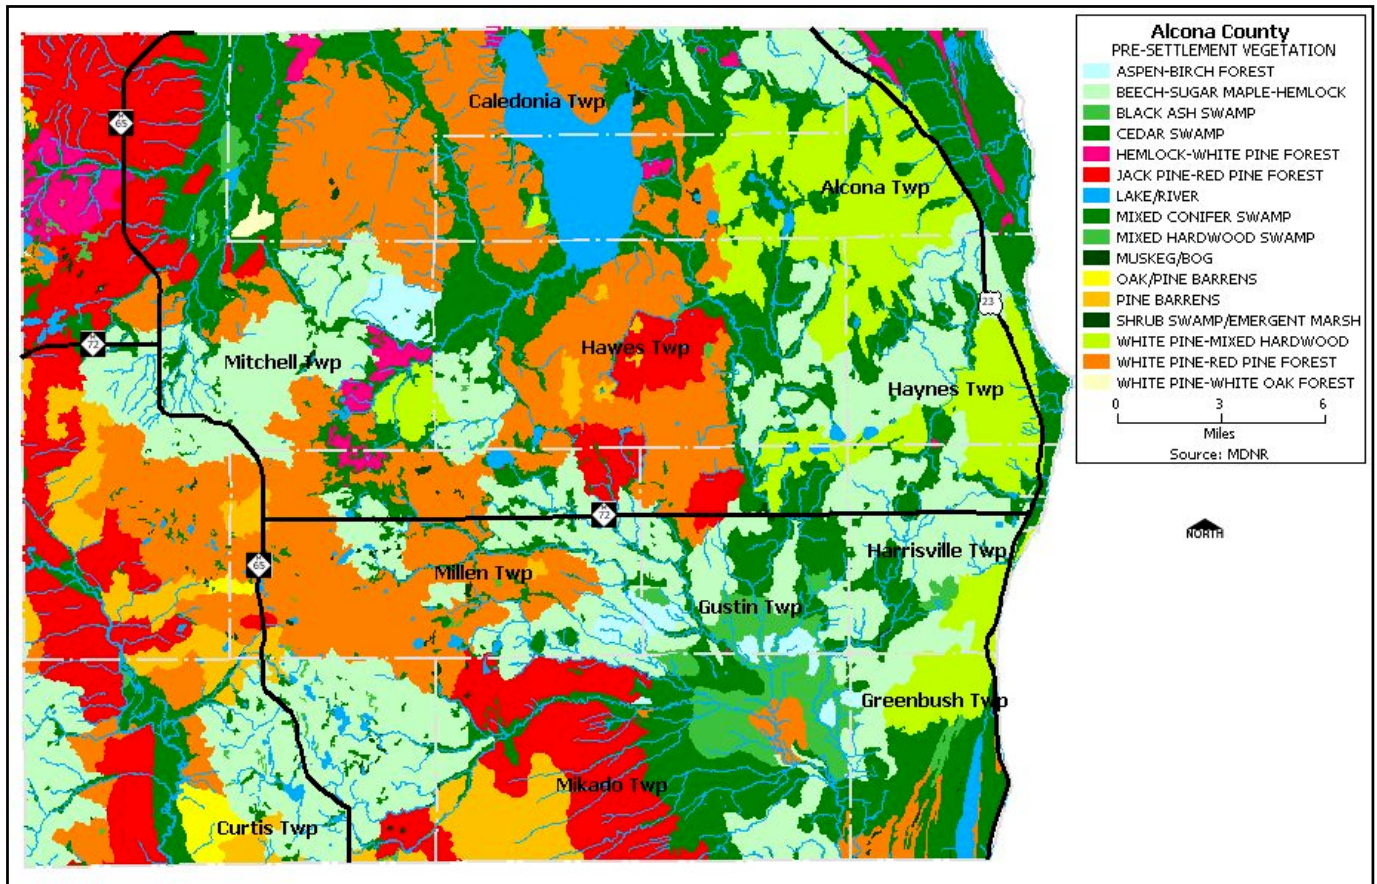 Alcona County
PRE-SETTLEMENT VEGETATION
ASPEN-BIRCH FOREST
BEECH-SUGAR MAPLE-HEMLOCK
BLACK ASH SWAMP
CEDAR SWAMP
HEMLOCK-WHITE PINE FOREST
JACK PINE-RED PINE FOREST
LAKE/RIVER
MIXED CONIFER SWAMP
MIXED HARDWOOD SWAMP
MUSKEG/BOG
OAK/PINE BARRENS
PINE BARRENS
SHRUB SWAMP/EMERGENT MARSH
WHITE PINE-MIXED HARDWOOD
WHITE PINE-RED PINE FOREST
WHITE PINE-WHITE OAK FOREST
0 3 6
Miles
Source: MDNR
NORTH
Caledonia Twp
M
65
Alcona Twp
23
M
72
Mitchell Twp
Hawes Twp
Haynes Twp
M
72
Harrisville Twp
M
65
Millen Twp
Gustin Twp
Greenbush Twp
Mikado Twp
Curtis Twp